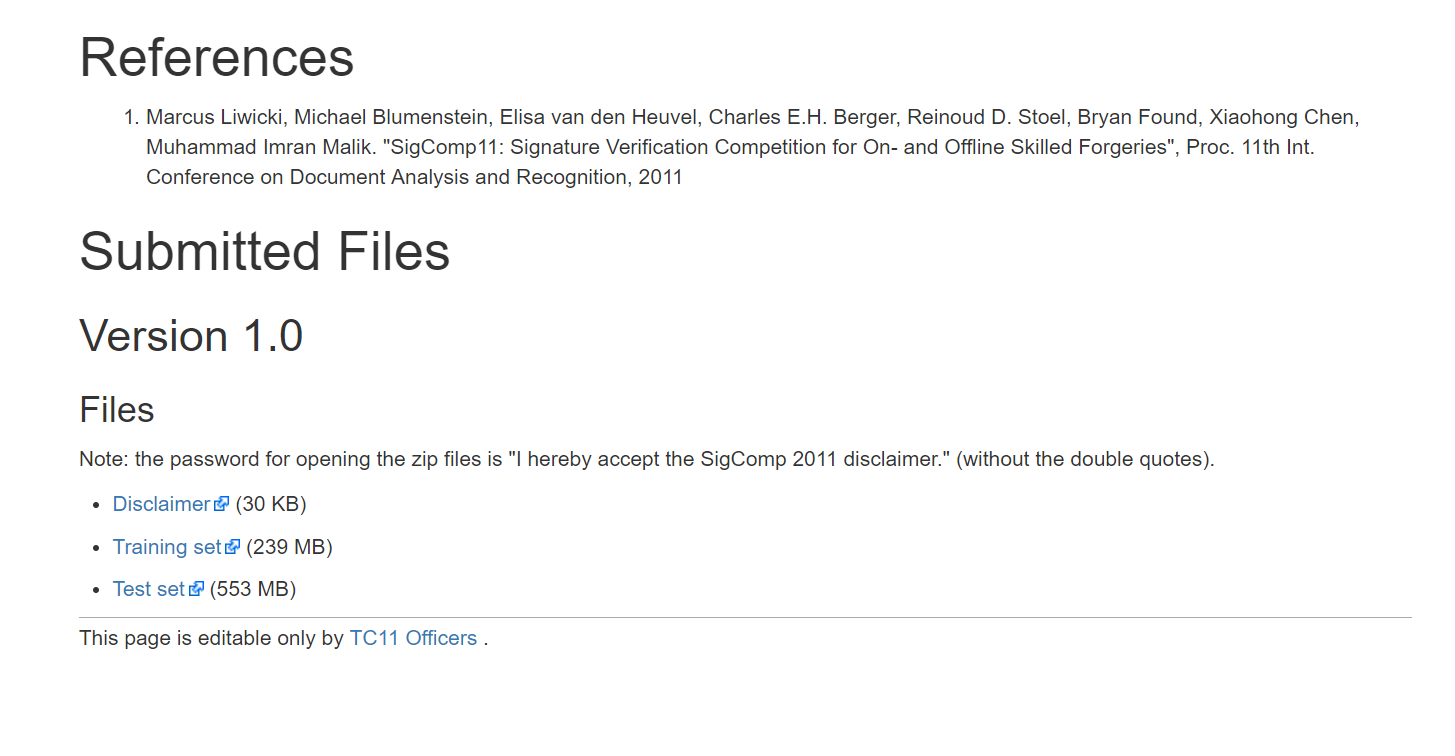 References
1. Marcus Liwicki, Michael Blumenstein, Elisa van den Heuvel, Charles E.H. Berger, Reinoud D. Stoel, Bryan Found, Xiaohong Chen,
Muhammad Imran Malik. "SigComp11: Signature Verification Competition for On- and Offline Skilled Forgeries", Proc. 11th Int.
Conference on Document Analysis and Recognition, 2011
Submitted Files
Version 1.0
Files
Note: the password for opening the zip files is "I hereby accept the SigComp 2011 disclaimer." (without the double quotes).
• Disclaimer (30 KB)
• Training set (239 MB)
• Test set (553 MB)
This page is editable only by TC11 Officers .